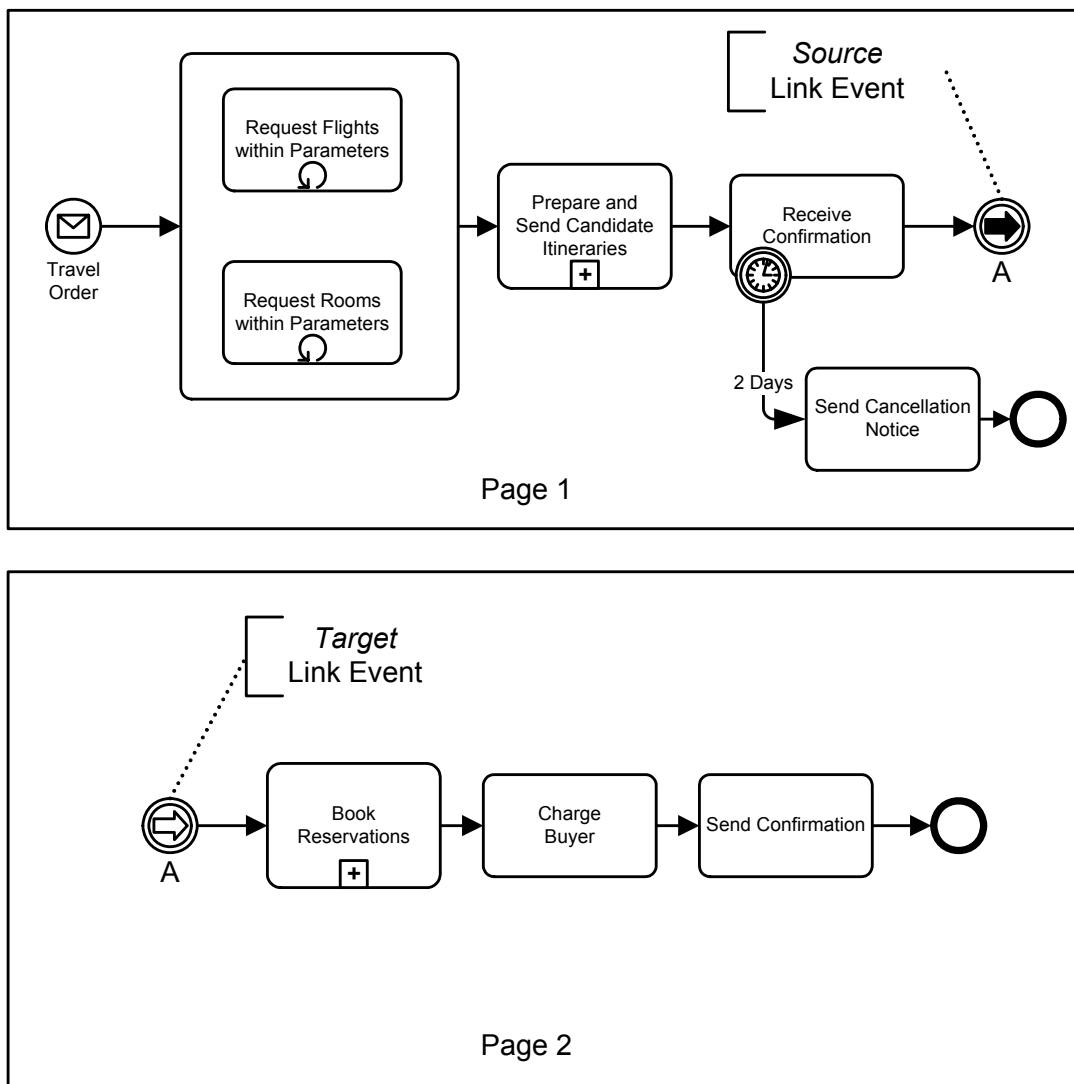 Source
Link Event
Request Flights
within Parameters
Prepare and
Send Candidate
Itineraries
Receive
Confirmation
Travel
Order
A
Request Rooms
within Parameters
2 Days
Send Cancellation
Notice
Page 1
Target
Link Event
Book
Reservations
Charge
Buyer
Send Confirmation
A
Page 2